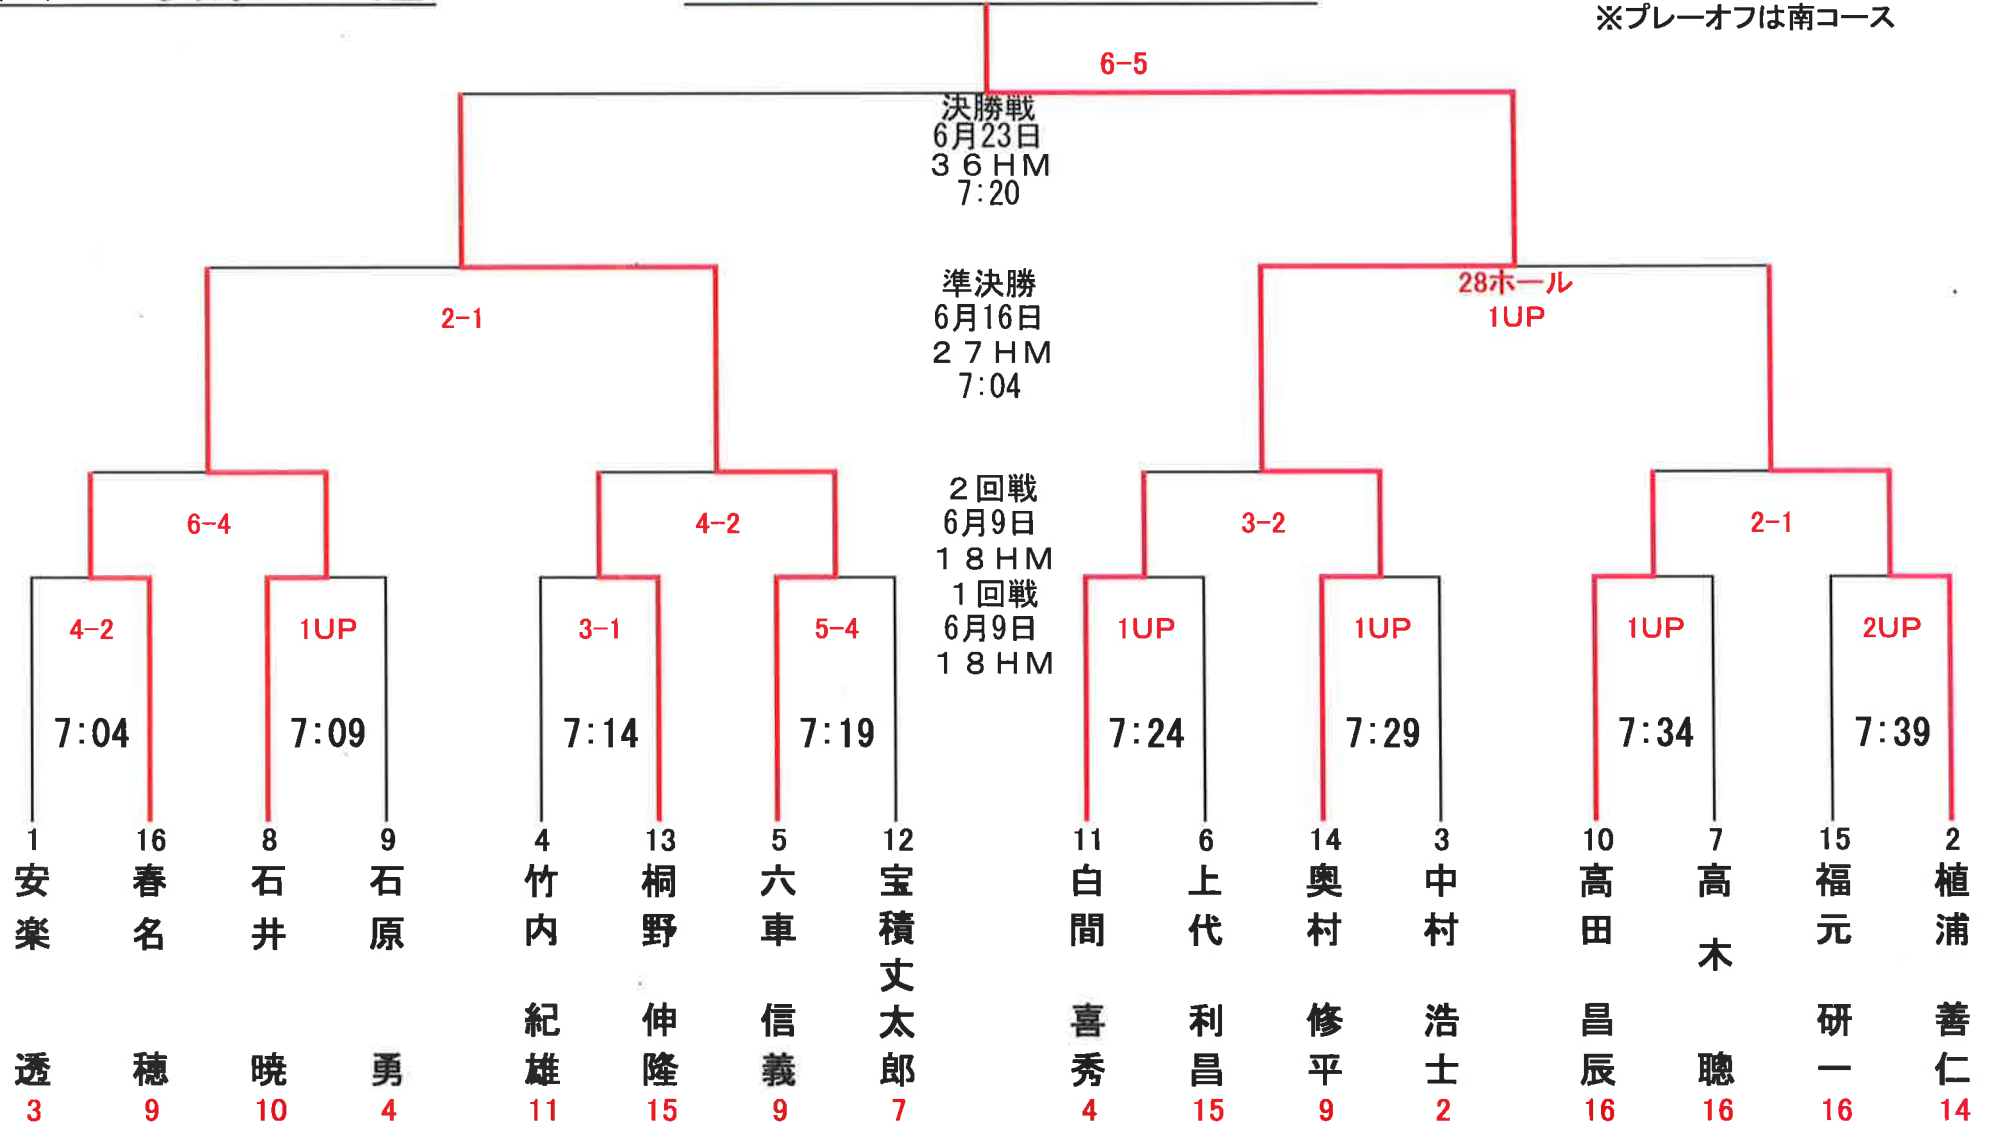 ※プレーオフは南コース
6-5
決勝戦
6月23日
36HM
7:20
準決勝
6月16日
27HM
7:04
2-1
28ホール
1UP
2回戦
6月9日
18HM
6-4
4-2
3-2
2-1
1回戦
6月9日
18HM
4-2
1UP
3-1
5-4
1UP
1UP
1UP
2UP
7:04
7:09
7:14
7:19
7:24
7:29
7:34
7:39
1
16
8
9
4
13
5
12
11
6
14
3
10
7
15
2
安楽 透
春名 穂
石井 暁
石原 勇
竹内 紀雄
桐野 伸隆
六車 信義
宝積丈太郎
白間 喜秀
上代 利昌
奥村 修平
中村 浩士
高田 昌辰
高木 聰
福元 研一
植浦 善仁
3
9
10
4
11
15
9
7
4
15
9
2
16
16
16
14